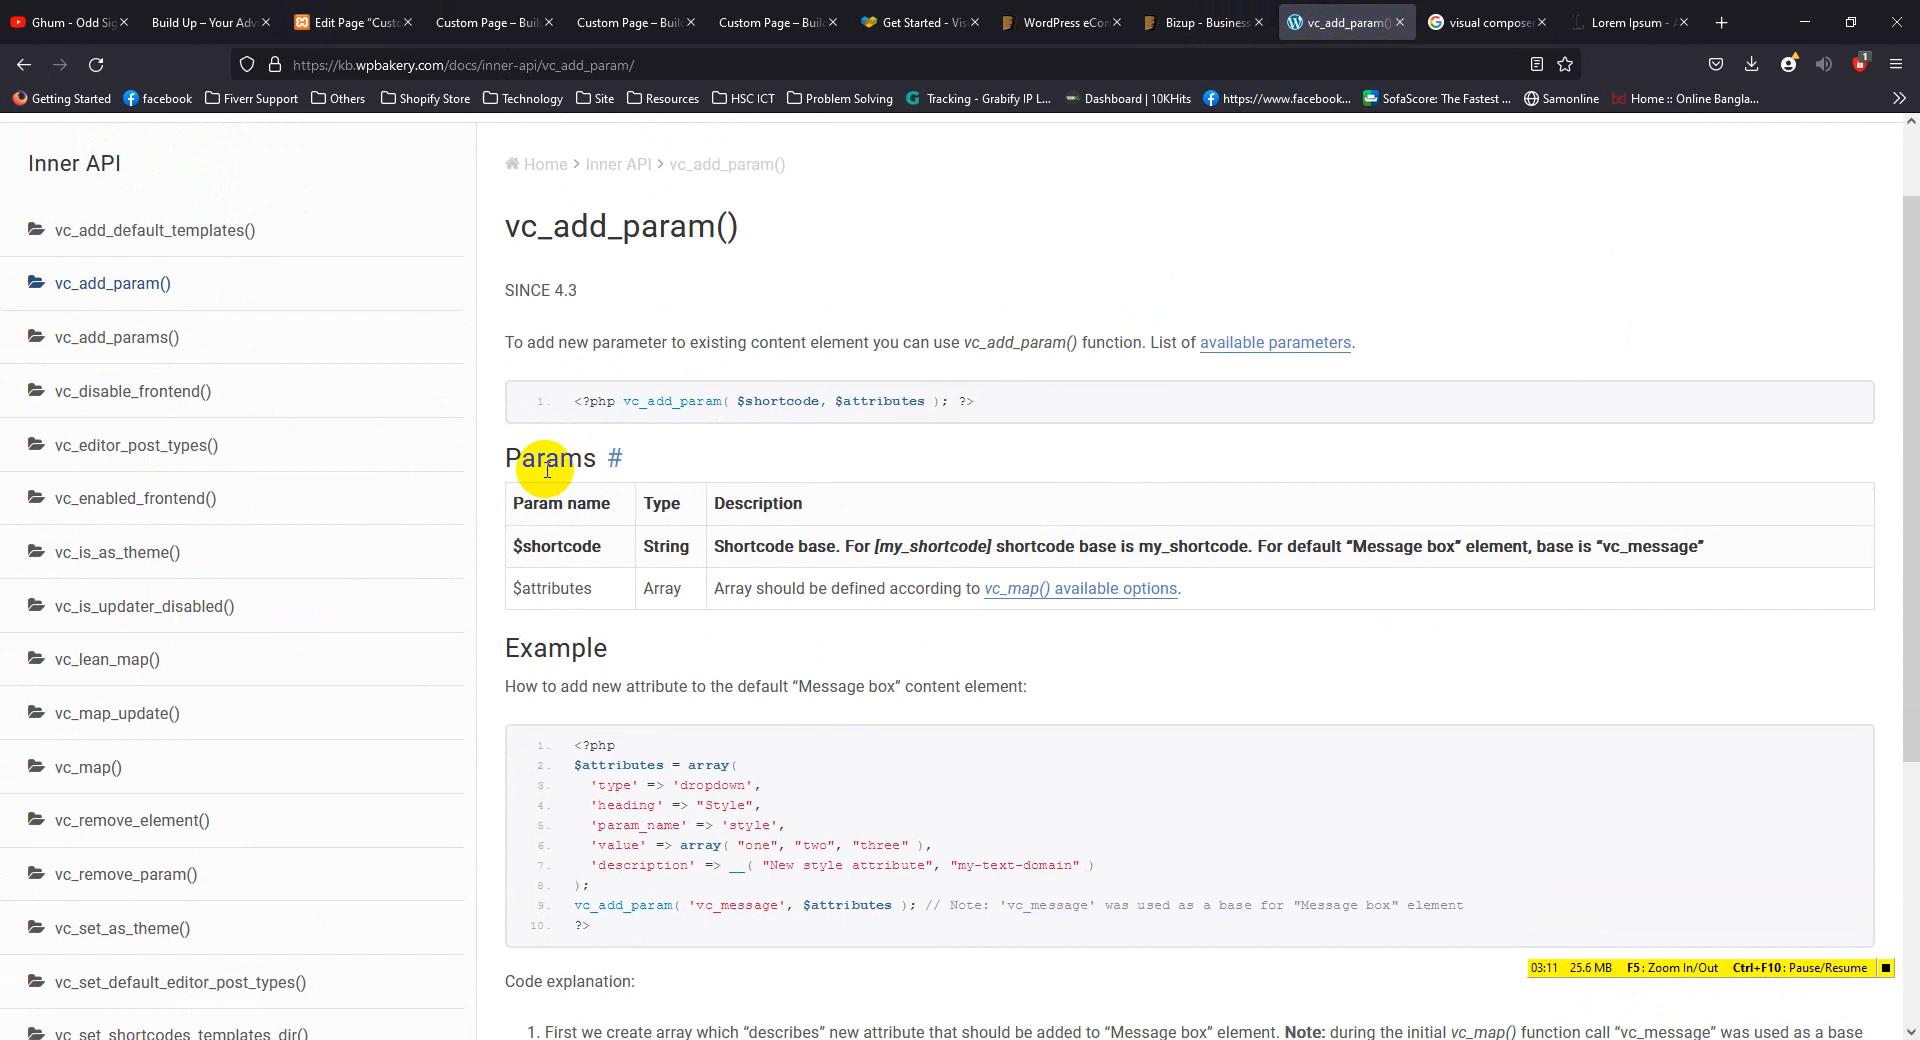 Ghum - Odd Sig
Build Up – Your Adv
Edit Page "Custo
Custom Page – Build
Custom Page – Build
Custom Page – Build
Get Started - Vis
WordPress eCon
Bizup - Business
vc_add_param()
visual compose
Lorem Ipsum - A
https://kb.wpbakery.com/docs/inner-api/vc_add_param/
1
Getting Started
facebook
Fiverr Support
Others
Shopify Store
Technology
Site
Resources
HSC ICT
Problem Solving
Tracking - Grabify IP L...
Dashboard | 10KHits
https://www.facebook...
SofaScore: The Fastest ...
Samonline
Home :: Online Bangla...
Inner API
vc_add_default_templates()
vc_add_param()
vc_add_params()
vc_disable_frontend()
vc_editor_post_types()
vc_enabled_frontend()
vc_is_as_theme()
vc_is_updater_disabled()
vc_lean_map()
vc_map_update()
vc_map()
vc_remove_element()
vc_remove_param()
vc_set_as_theme()
vc_set_default_editor_post_types()
vc_set_shortcodes_templates_dir()
Home > Inner API > vc_add_param()
vc_add_param()
SINCE 4.3
To add new parameter to existing content element you can use vc_add_param() function. List of available parameters.
1. <?php vc_add_param( $shortcode, $attributes ); ?>
Params #
Param name Type Description
$shortcode String Shortcode base. For [my_shortcode] shortcode base is my_shortcode. For default “Message box” element, base is “vc_message”
$attributes Array Array should be defined according to vc_map() available options.
Example
How to add new attribute to the default “Message box” content element:
1. <?php
2. $attributes = array(
3. 'type' => 'dropdown',
4. 'heading' => "Style",
5. 'param_name' => 'style',
6. 'value' => array( "one", "two", "three" ),
7. 'description' => __( "New style attribute", "my-text-domain" )
8. );
9. vc_add_param( 'vc_message', $attributes ); // Note: 'vc_message' was used as a base for "Message box" element
10. ?>
03:11 25.6 MB F5: Zoom In/Out Ctrl+F10: Pause/Resume
Code explanation:
1. First we create array which “describes” new attribute that should be added to “Message box” element. Note: during the initial vc_map() function call “vc_message” was used as a base